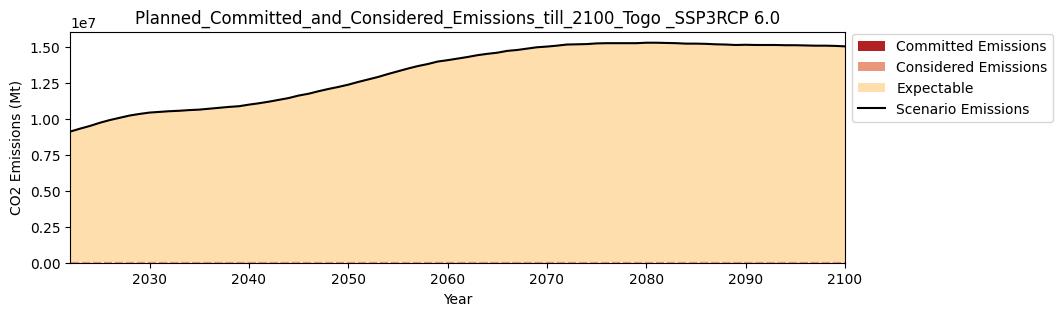 Planned_Committed_and_Considered_Emissions_till_2100_Togo _SSP3RCP 6.0
1e7
1.50
1.25
1.00
0.75
0.50
0.25
0.00
CO2 Emissions (Mt)
2030 2040 2050 2060 2070 2080 2090 2100
Year
Committed Emissions
Considered Emissions
Expectable
Scenario Emissions